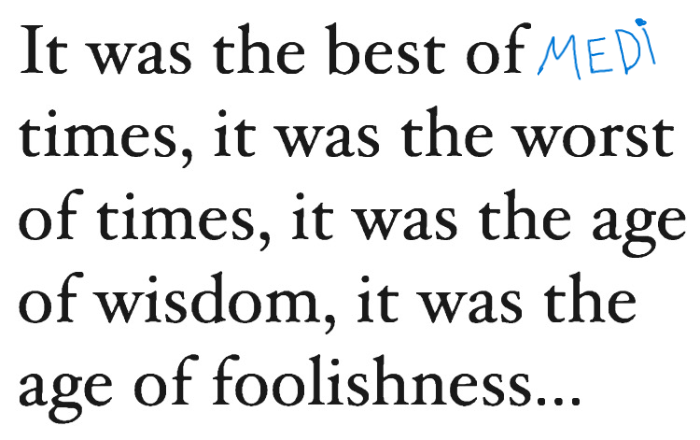 It was the best of MEDi
times, it was the worst
of times, it was the age
of wisdom, it was the
age of foolishness...